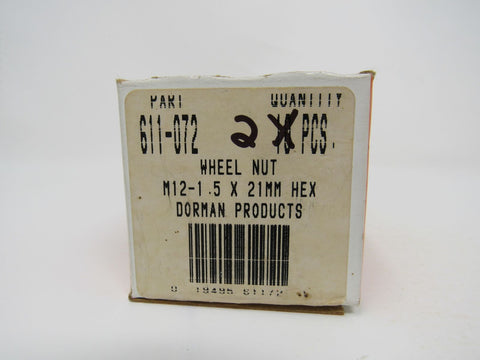 PART QUANTITY
611-072 2 PCS.
WHEEL NUT
M12-1.5 X 21MM HEX
DORMAN PRODUCTS